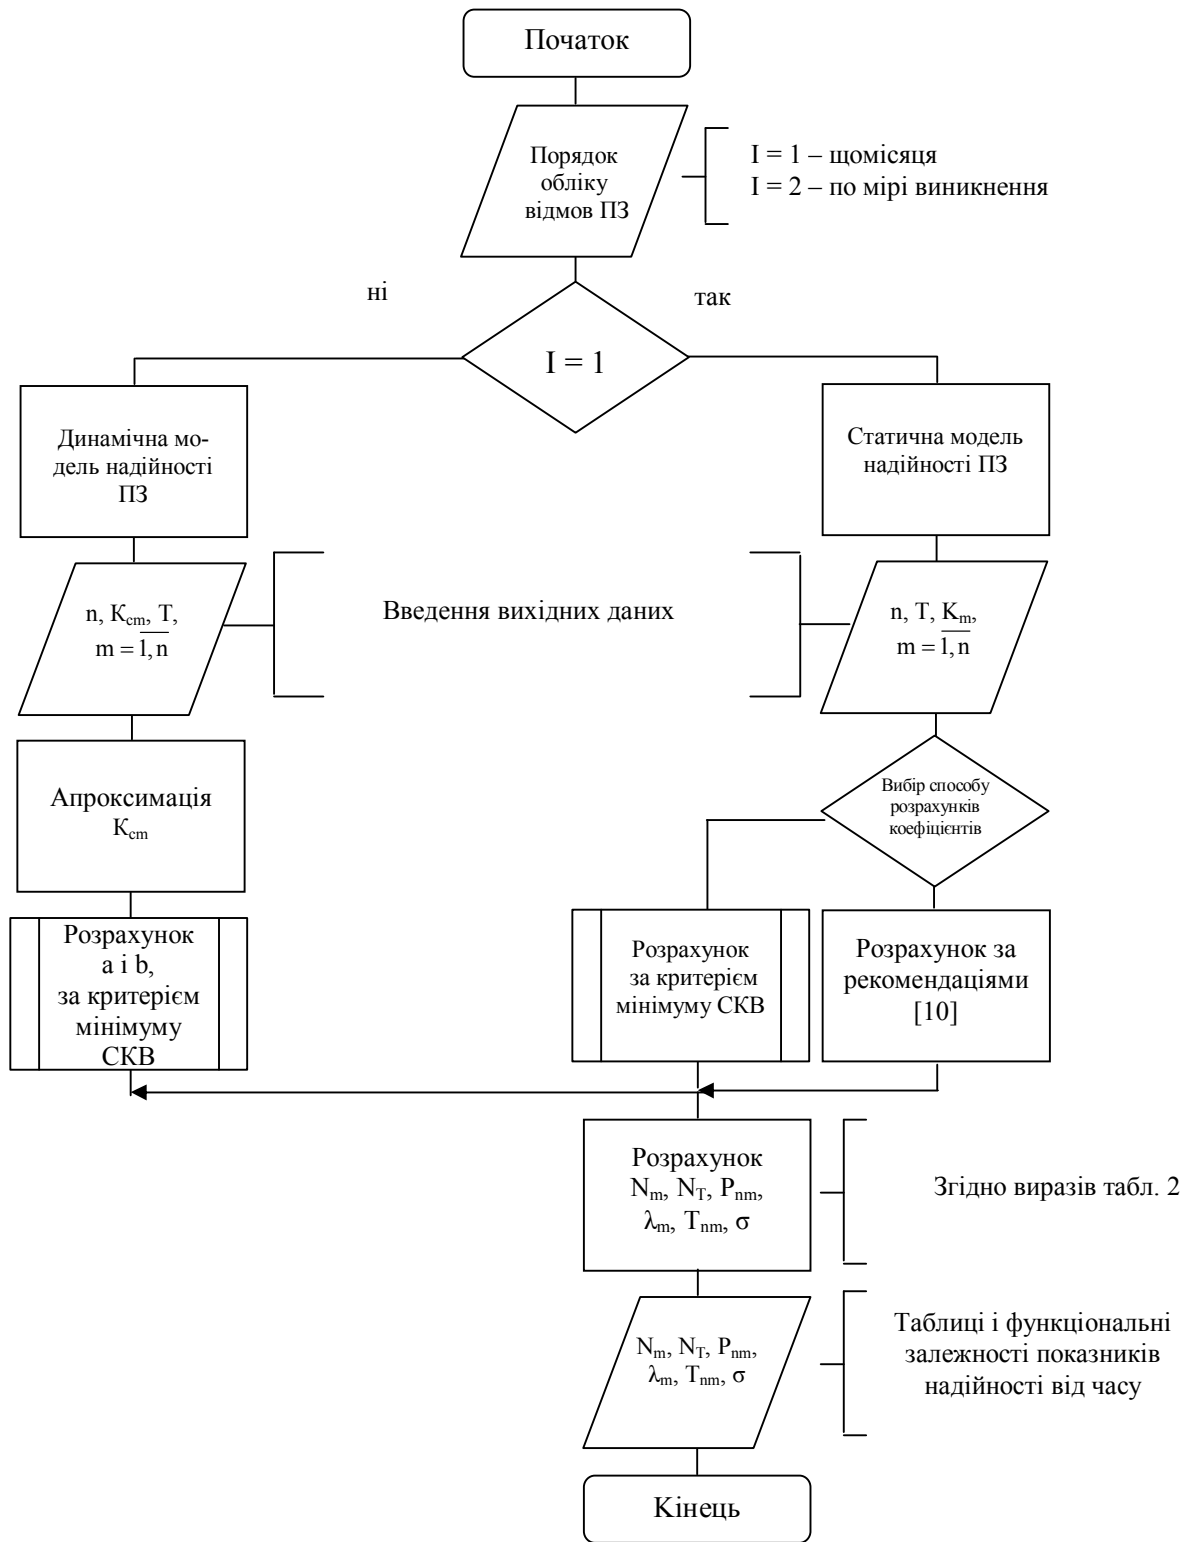 Початок
Порядок
обліку
відмов ПЗ
I = 1 – щомісяця
I = 2 – по мірі виникнення
ні
так
I = 1
Динамічна мо-
дель надійності
ПЗ
Статична модель
надійності ПЗ
n, K_cm, T,
m = 1, n
Введення вихідних даних
n, T, K_m,
m = 1, n
Апроксимація
K_cm
Вибір способу
розрахунків
коефіцієнтів
Розрахунок
a і b,
за критерієм
мінімуму
СКВ
Розрахунок
за критерієм
мінімуму СКВ
Розрахунок за
рекомендаціями
[10]
Розрахунок
N_m, N_T, P_nm,
λ_m, T_nm, σ
Згідно виразів табл. 2
N_m, N_T, P_nm,
λ_m, T_nm, σ
Таблиці і функціональні
залежності показників
надійності від часу
Кінець